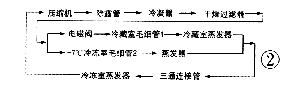 压缩机 除露管 冷凝器 干燥过滤器
电磁阀 冷藏室毛细管1 冷藏室蒸发器
-7℃冷冻室毛细管2 蒸发器
②
冷冻室蒸发器 三通连接管